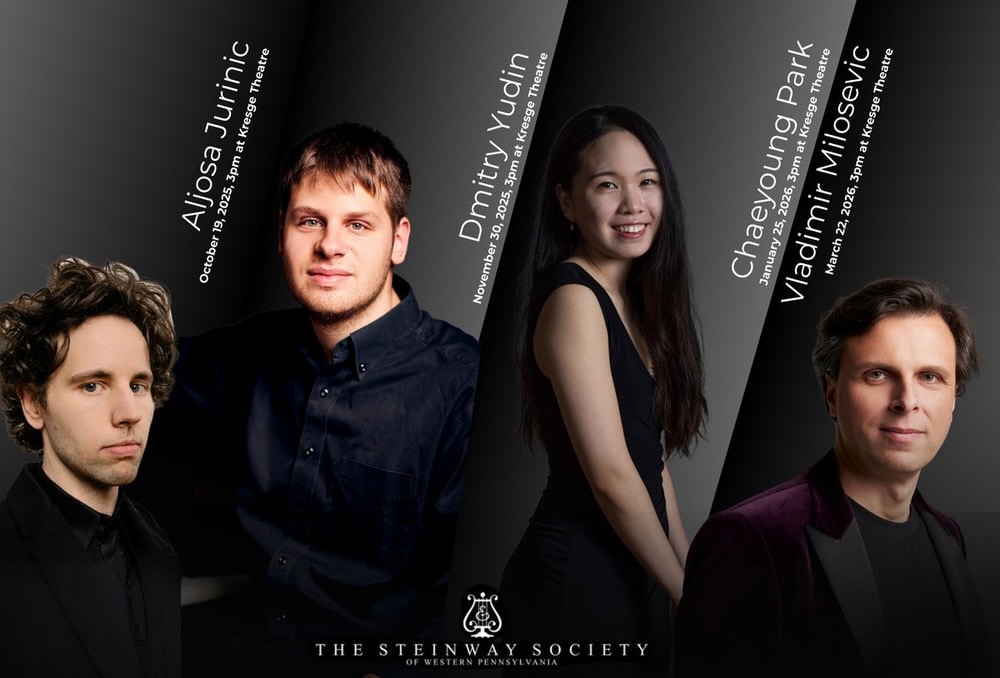 Aljosa Jurinic
October 19, 2025, 3pm at Kresge Theatre
Dmitry Yudin
November 30, 2025, 3pm at Kresge Theatre
Chaeyoung Park
January 25, 2026, 3pm at Kresge Theatre
Vladimir Milosevic
March 22, 2026, 3pm at Kresge Theatre
&
THE STEINWAY SOCIETY
OF WESTERN PENNSYLVANIA